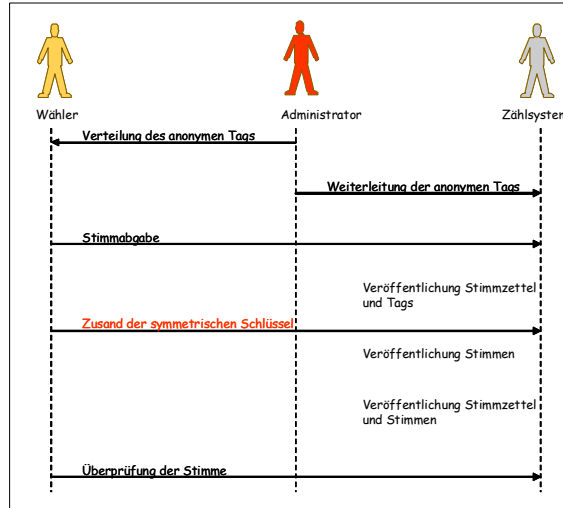 Wähler
Administrator
Zählsystem
Verteilung des anonymen Tags
Weiterleitung der anonymen Tags
Stimmabgabe
Veröffentlichung Stimmzettel
und Tags
Zusand der symmetrischen Schlüssel
Veröffentlichung Stimmen
Veröffentlichung Stimmzettel
und Stimmen
Überprüfung der Stimme